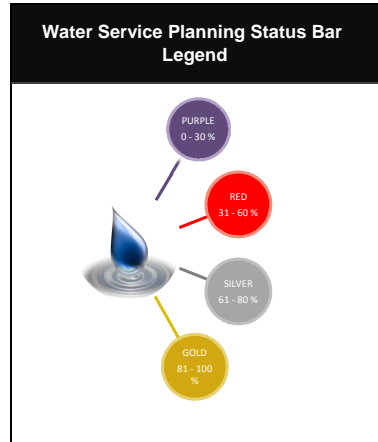 Water Service Planning Status Bar
Legend
PURPLE
0 - 30 %
RED
31 - 60 %
SILVER
61 - 80 %
GOLD
81 - 100
%